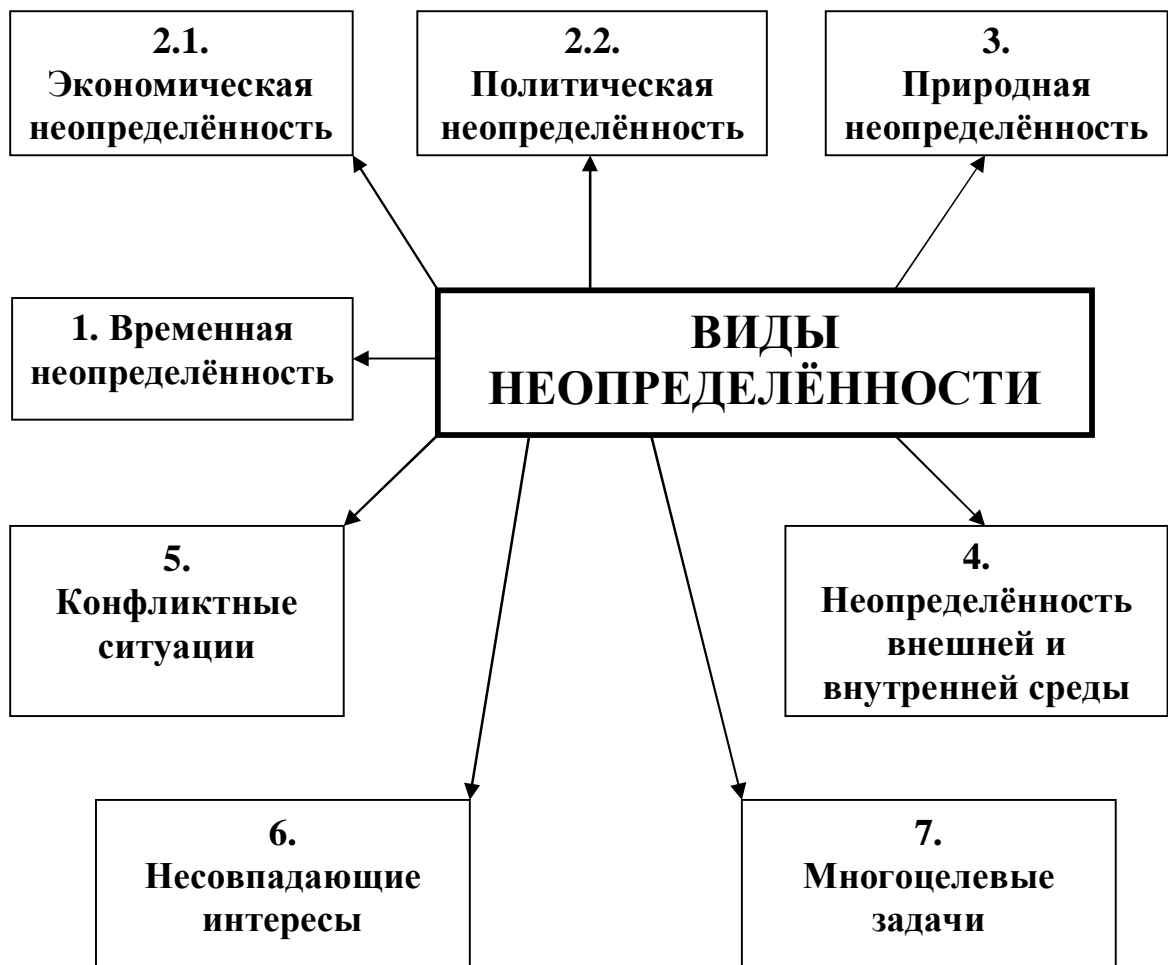 2.1.
Экономическая
неопределённость
2.2.
Политическая
неопределённость
3.
Природная
неопределённость
1. Временная
неопределённость
ВИДЫ
НЕОПРЕДЕЛЁННОСТИ
5.
Конфликтные
ситуации
4.
Неопределённость
внешней и
внутренней среды
6.
Несовпадающие
интересы
7.
Многоцелевые
задачи